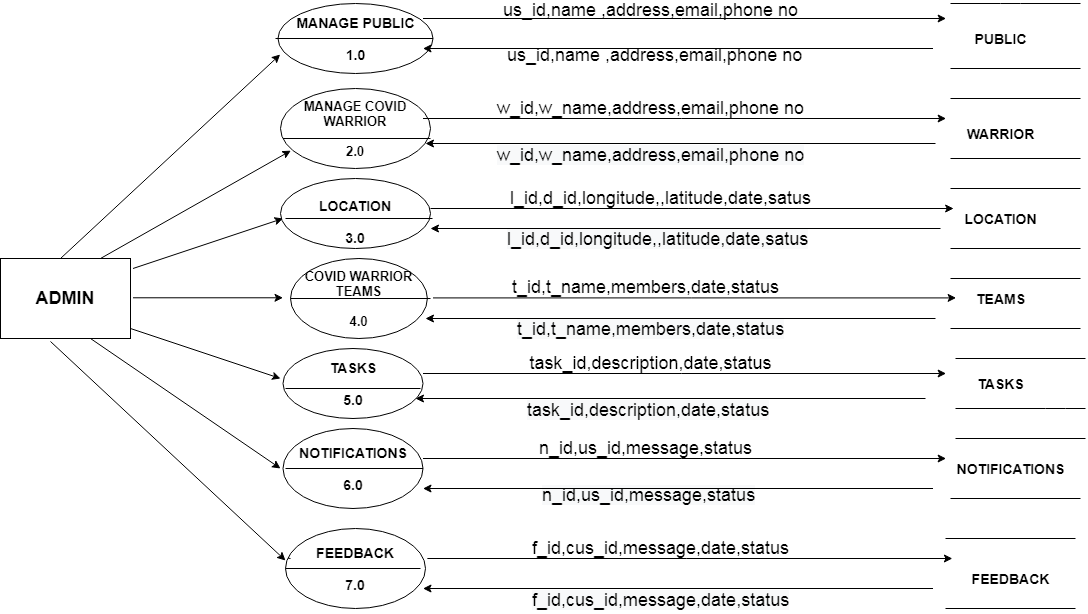 us_id,name ,address,email,phone no
MANAGE PUBLIC
1.0
PUBLIC
us_id,name ,address,email,phone no
MANAGE COVID
WARRIOR
2.0
w_id,w_name,address,email,phone no
WARRIOR
w_id,w_name,address,email,phone no
l_id,d_id,longitude,,latitude,date,satus
LOCATION
3.0
LOCATION
l_id,d_id,longitude,,latitude,date,satus
ADMIN
COVID WARRIOR
TEAMS
4.0
t_id,t_name,members,date,status
TEAMS
t_id,t_name,members,date,status
task_id,description,date,status
TASKS
5.0
TASKS
task_id,description,date,status
n_id,us_id,message,status
NOTIFICATIONS
6.0
NOTIFICATIONS
n_id,us_id,message,status
f_id,cus_id,message,date,status
FEEDBACK
7.0
FEEDBACK
f_id,cus_id,message,date,status